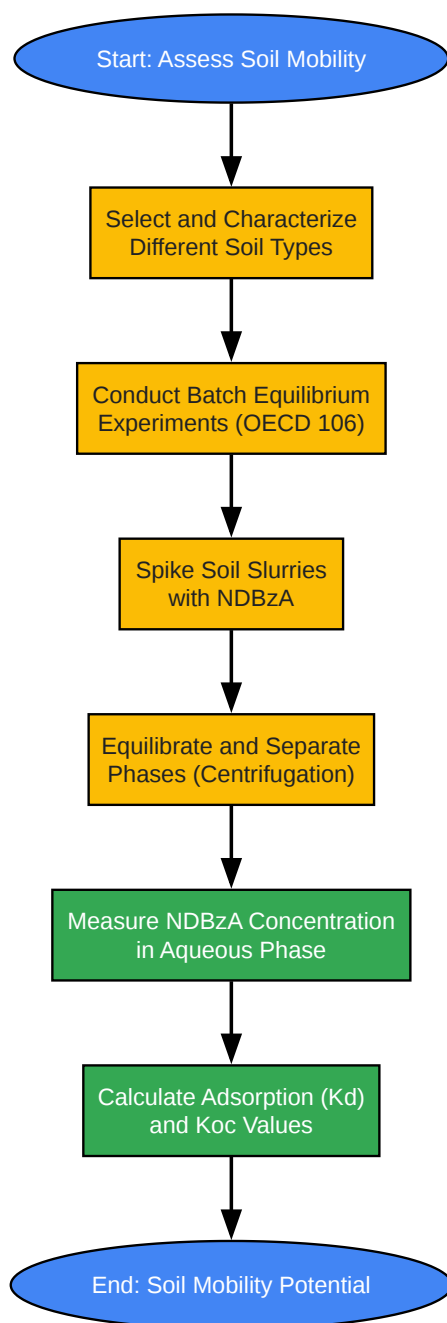 Start: Assess Soil Mobility
Select and Characterize
Different Soil Types
Conduct Batch Equilibrium
Experiments (OECD 106)
Spike Soil Slurries
with NDBzA
Equilibrate and Separate
Phases (Centrifugation)
Measure NDBzA Concentration
in Aqueous Phase
Calculate Adsorption (Kd)
and Koc Values
End: Soil Mobility Potential